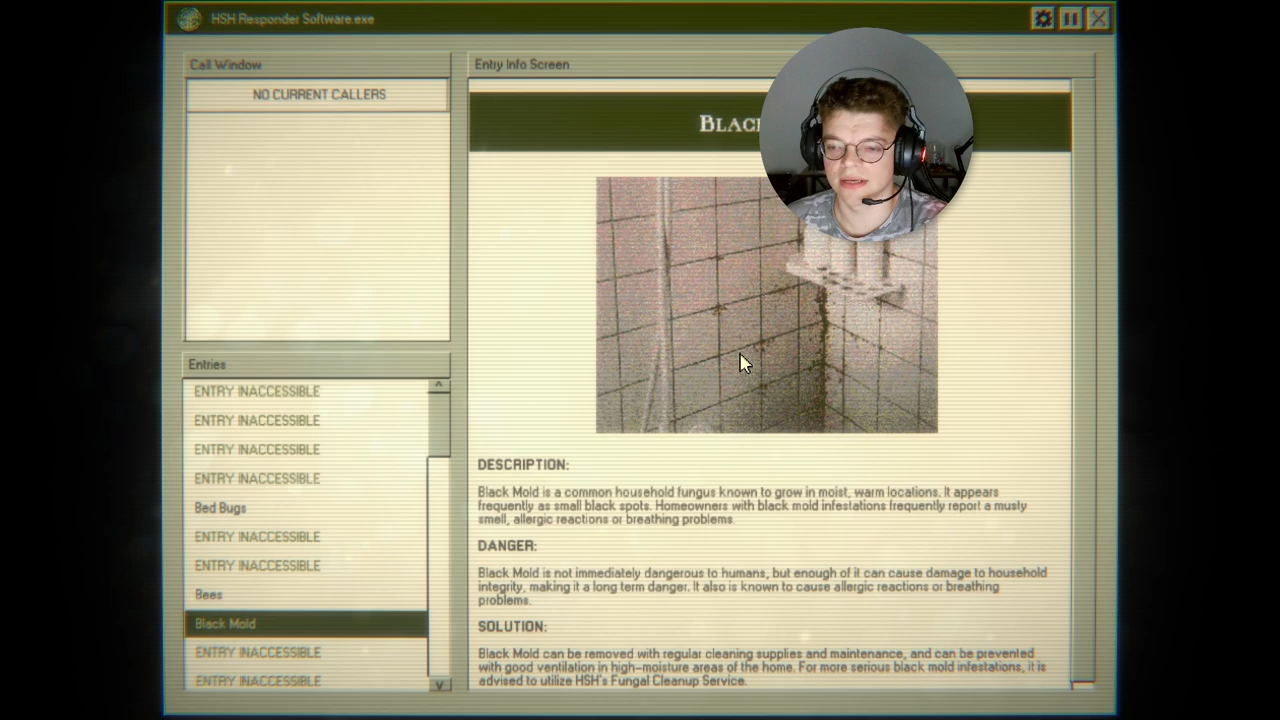 HSH Responder Software.exe
Call Window
NO CURRENT CALLERS
Entries
ENTRY INACCESSIBLE
ENTRY INACCESSIBLE
ENTRY INACCESSIBLE
ENTRY INACCESSIBLE
Bed Bugs
ENTRY INACCESSIBLE
ENTRY INACCESSIBLE
Bees
Black Mold
ENTRY INACCESSIBLE
ENTRY INACCESSIBLE
Entry Info Screen
DESCRIPTION:
Black Mold is a common household fungus known to grow in moist, warm locations. It appears
frequently as small black spots. Homeowners with black mold infestations frequently report a musty
smell, allergic reactions or breathing problems.
DANGER:
Black Mold is not immediately dangerous to humans, but enough of it can cause damage to household
integrity, making it a long term danger. It also is known to cause allergic reactions or breathing
problems.
SOLUTION:
Black Mold can be removed with regular cleaning supplies and maintenance, and can be prevented
with good ventilation in high-moisture areas of the home. For more serious black mold infestations, it is
advised to utilize HSH's Fungal Cleanup Service.